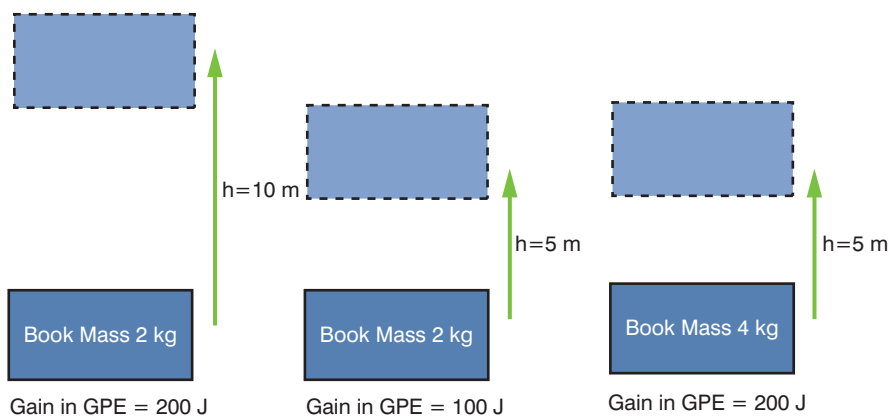 h=10 m
h=5 m
h=5 m
Book Mass 2 kg
Book Mass 2 kg
Book Mass 4 kg
Gain in GPE = 200 J
Gain in GPE = 100 J
Gain in GPE = 200 J